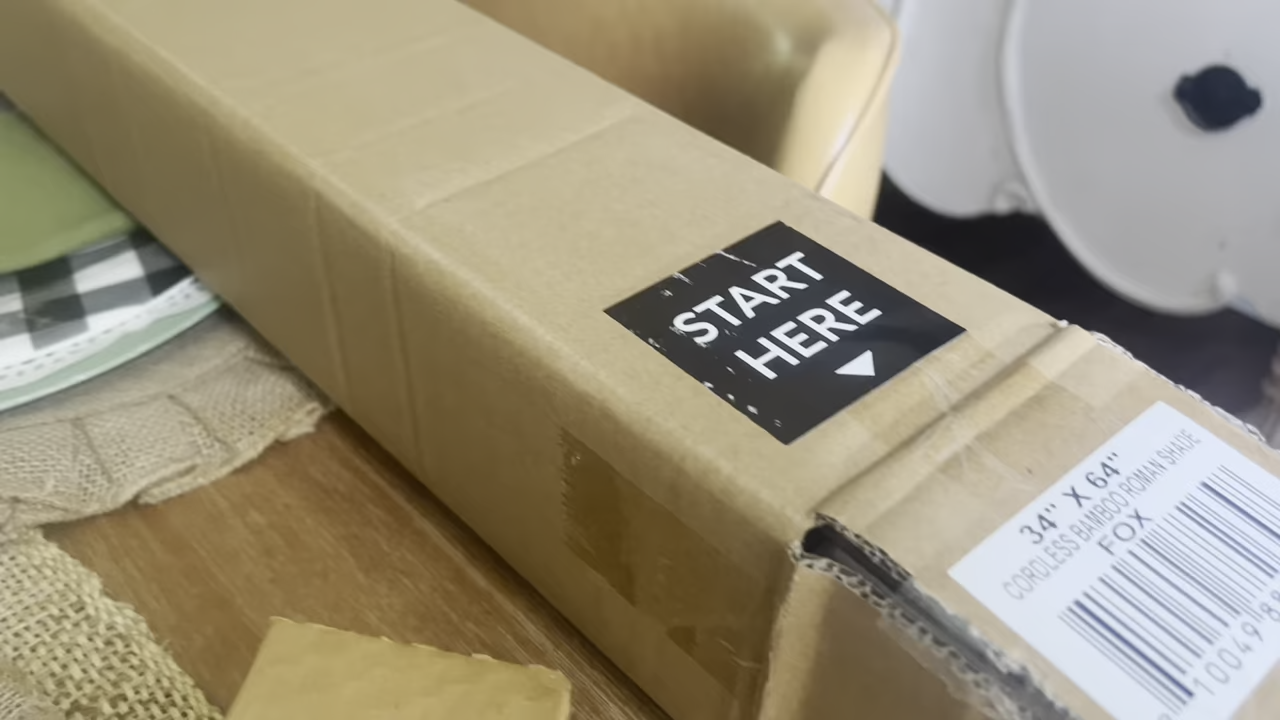 START
HERE
34" X 64"
CORDLESS BAMBOO ROMAN SHADE
FOX